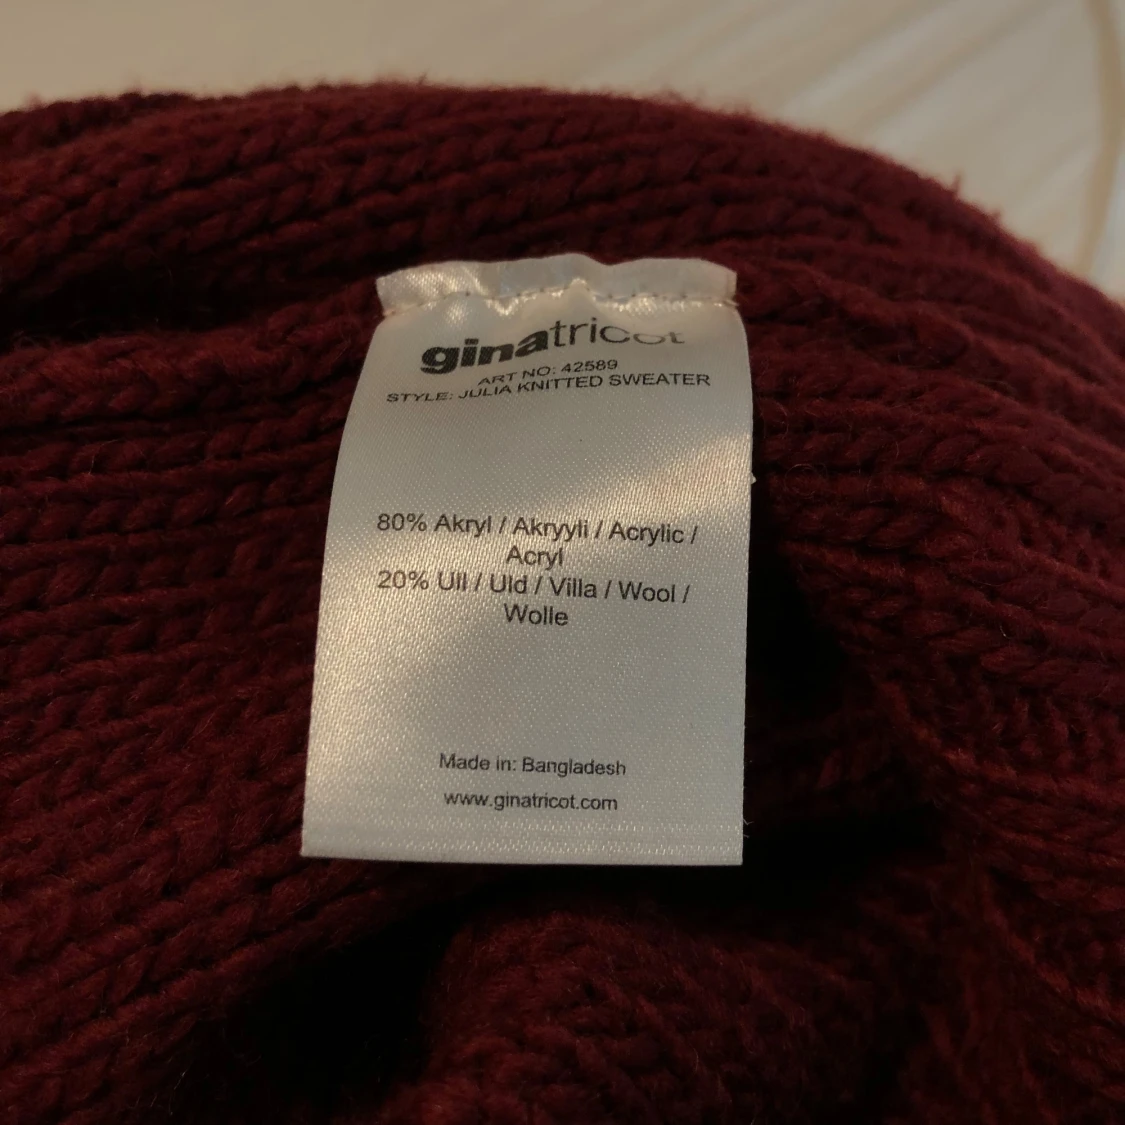 ginatricot
ART NO: 42589
STYLE: JULIA KNITTED SWEATER
80% Akryl / Akryyli / Acrylic /
Acryl
20% Ull / Uld / Villa / Wool /
Wolle
Made in: Bangladesh
www.ginatricot.com